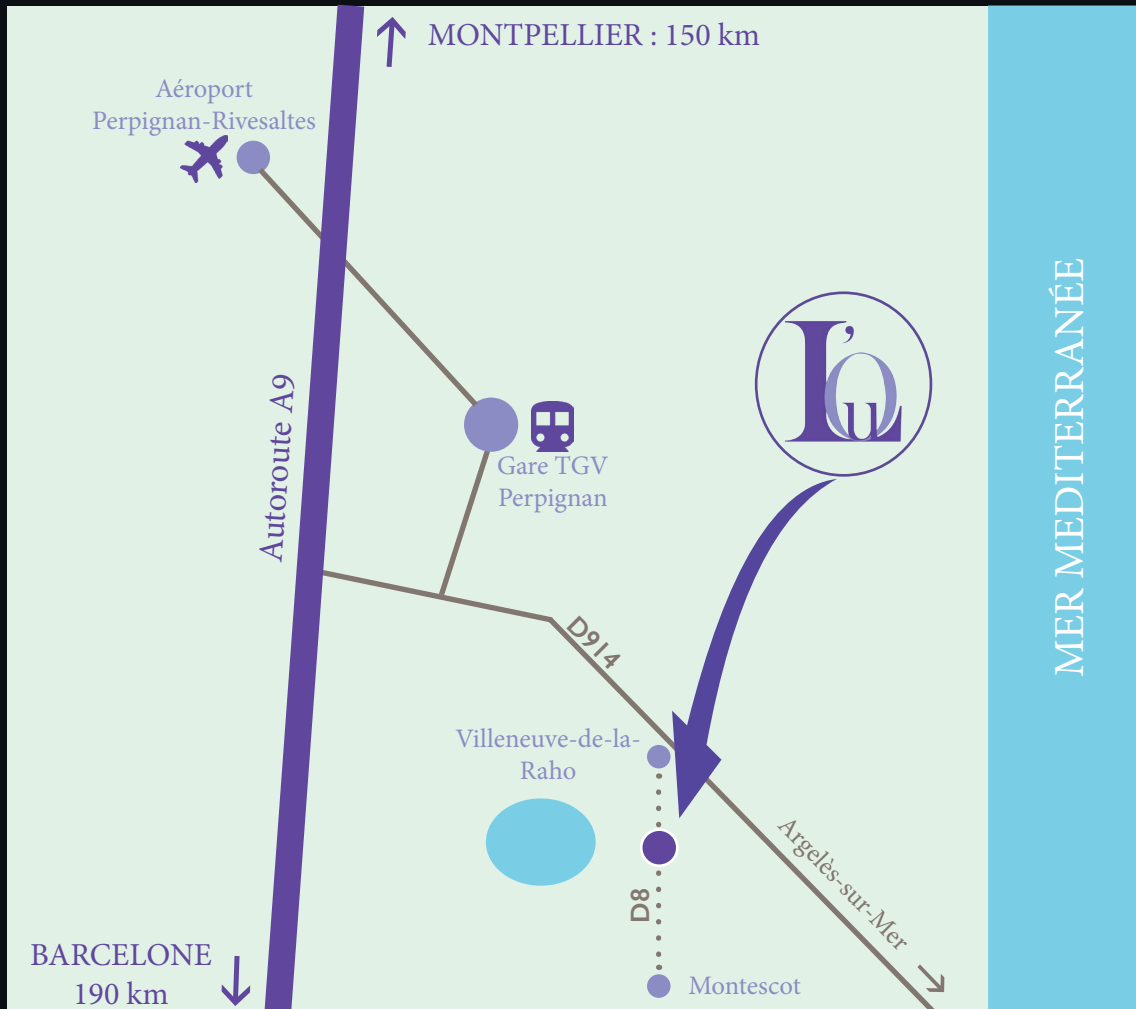 MONTPELLIER : 150 km
Aéroport
Perpignan-Rivesaltes
Autoroute A9
Gare TGV
Perpignan
L'Ou
MER MEDITERRANÉE
D914
Villeneuve-de-la-
Raho
Argelès-sur-Mer
D8
BARCELONE
190 km
Montescot